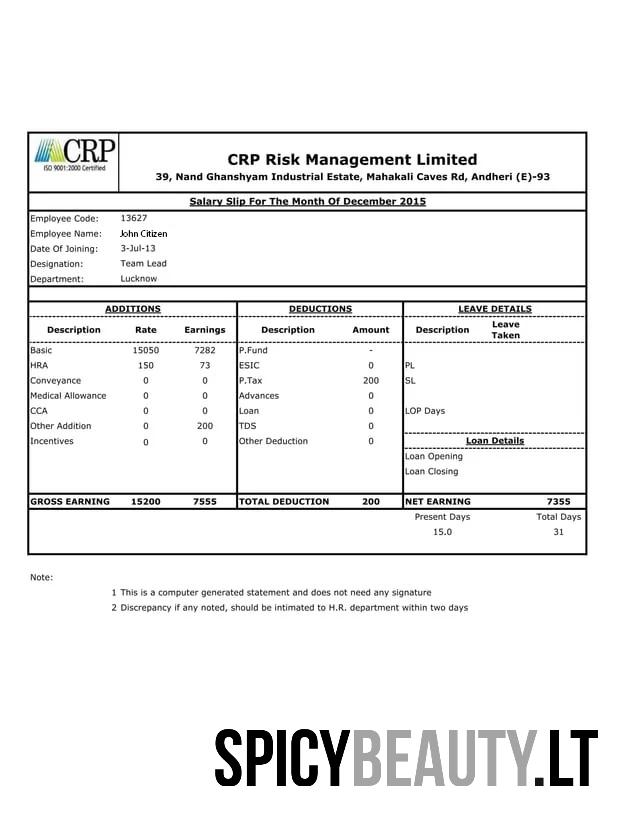 CRP
ISO 9001:2000 Certified
CRP Risk Management Limited
39, Nand Ghanshyam Industrial Estate, Mahakali Caves Rd, Andheri (E)-93
Salary Slip For The Month Of December 2015
Employee Code: 13627
Employee Name: John Citizen
Date Of Joining: 3-Jul-13
Designation: Team Lead
Department: Lucknow
ADDITIONS DEDUCTIONS LEAVE DETAILS
Description Rate Earnings Description Amount Description Leave Taken
Basic 15050 7282 P.Fund -
HRA 150 73 ESIC 0 PL
Conveyance 0 0 P.Tax 200 SL
Medical Allowance 0 0 Advances 0
CCA 0 0 Loan 0 LOP Days
Other Addition 0 200 TDS 0
Incentives 0 0 Other Deduction 0 Loan Details
Loan Opening
Loan Closing
GROSS EARNING 15200 7555 TOTAL DEDUCTION 200 NET EARNING 7355
Present Days Total Days
15.0 31
Note:
1 This is a computer generated statement and does not need any signature
2 Discrepancy if any noted, should be intimated to H.R. department within two days
SPICYBEAUTY.LT